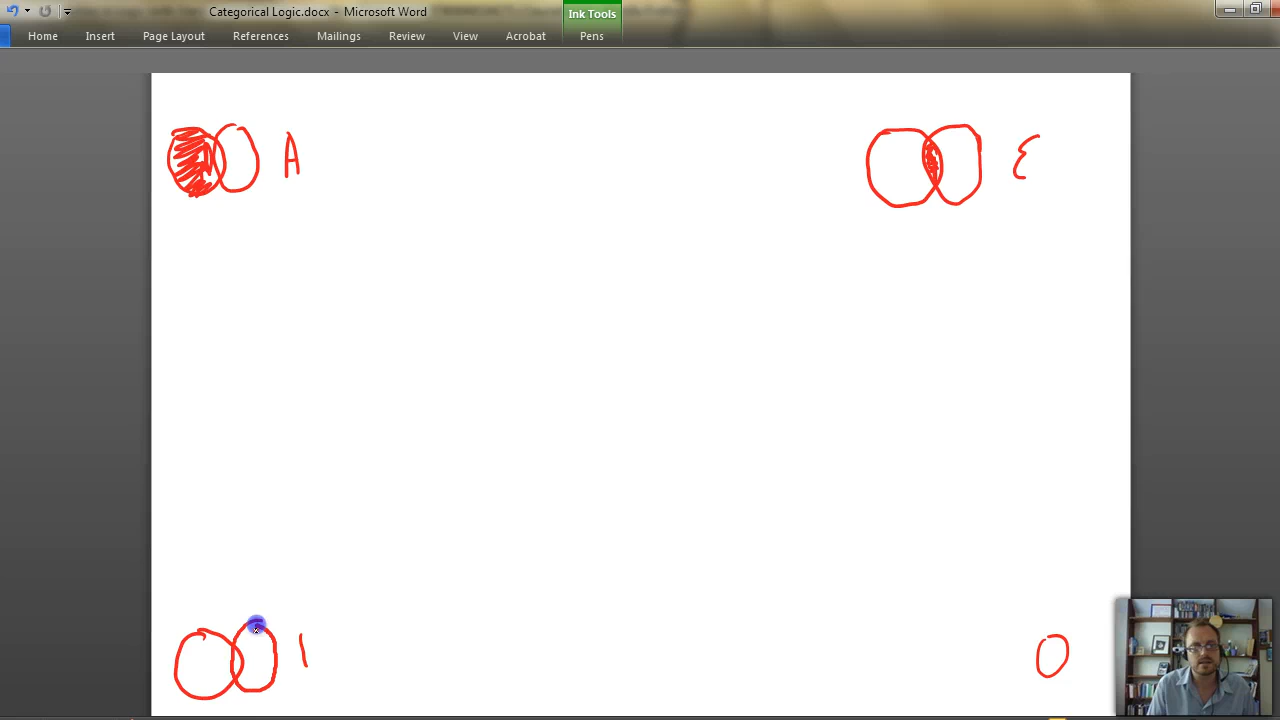 Categorical Logic.docx - Microsoft Word
Ink Tools
Home Insert Page Layout References Mailings Review View Acrobat Pens
A
E
I
O